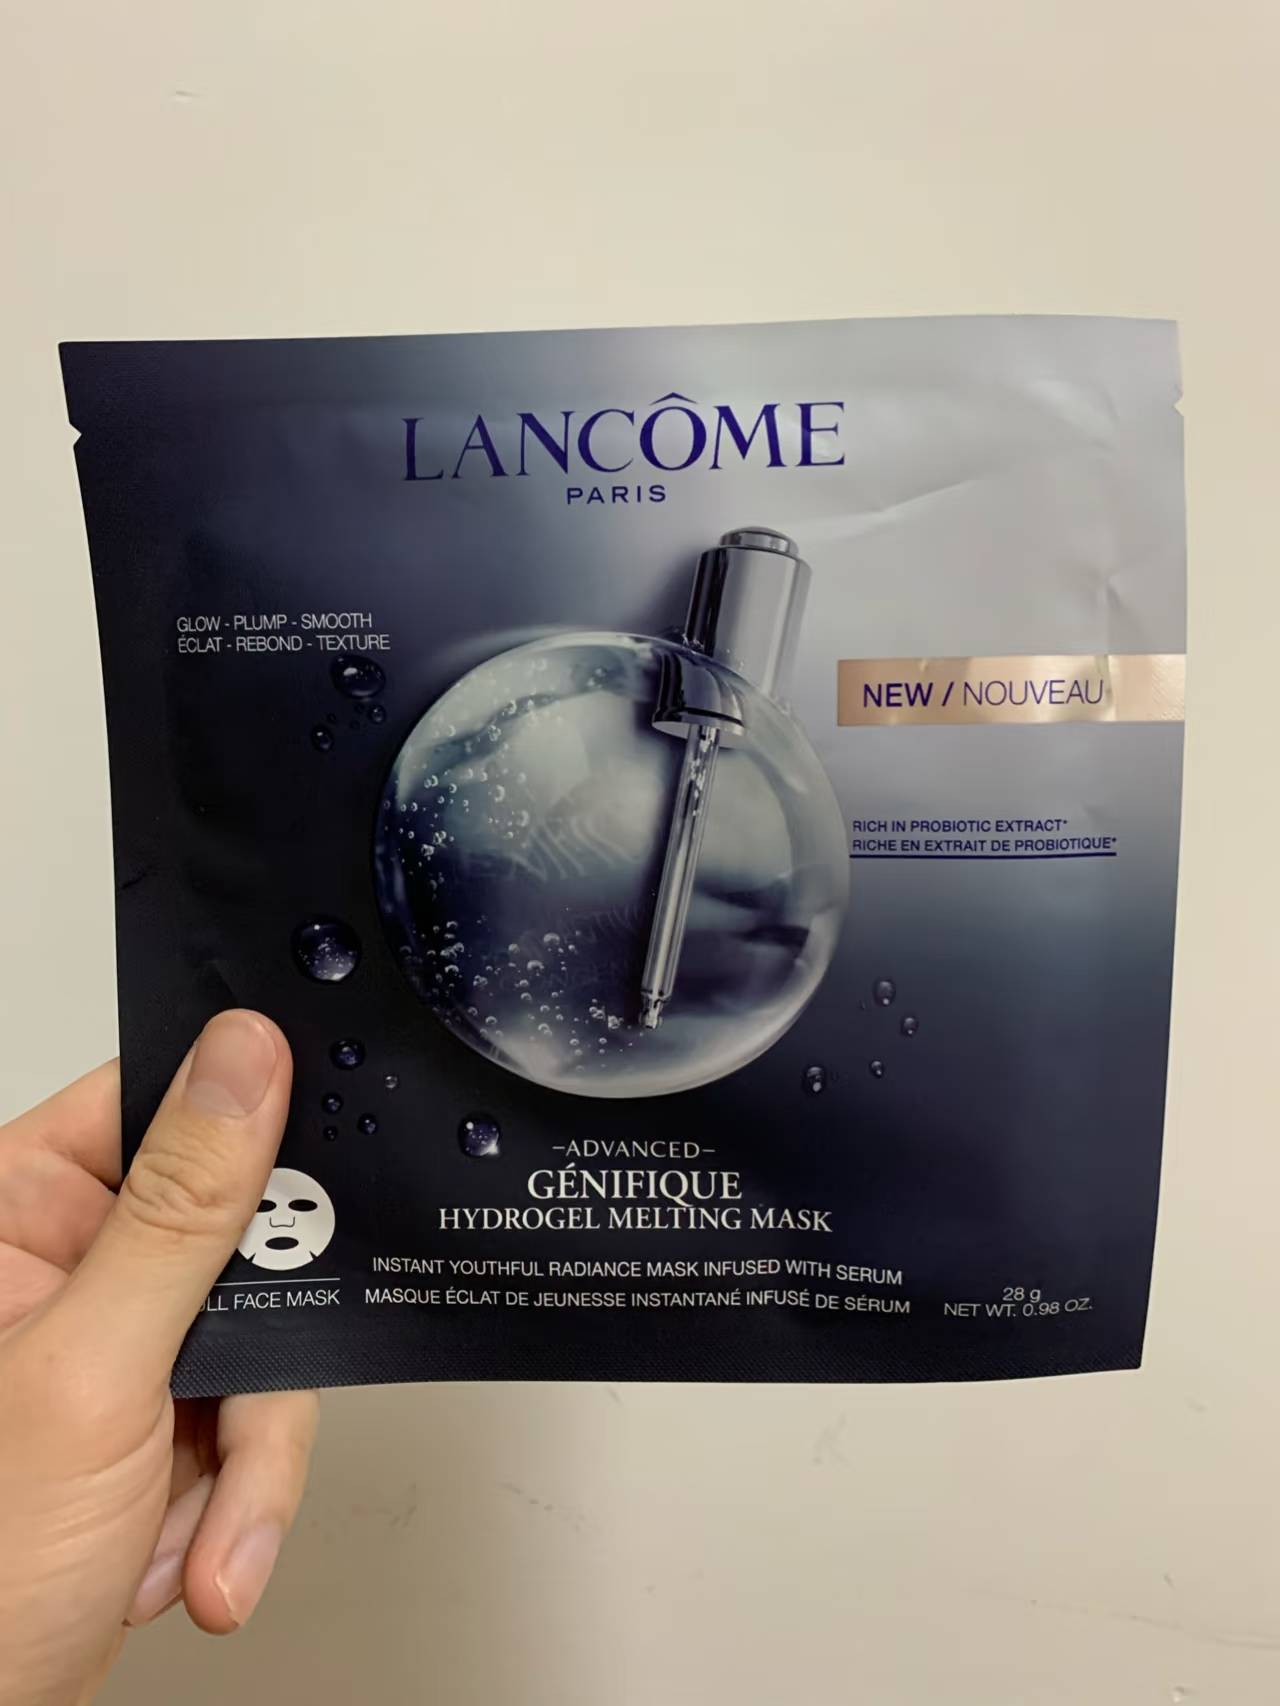 LANCÔME
PARIS
GLOW - PLUMP - SMOOTH
ÉCLAT - REBOND - TEXTURE
NEW / NOUVEAU
RICH IN PROBIOTIC EXTRACT*
RICHE EN EXTRAIT DE PROBIOTIQUE*
–ADVANCED–
GÉNIFIQUE
HYDROGEL MELTING MASK
INSTANT YOUTHFUL RADIANCE MASK INFUSED WITH SERUM
MASQUE ÉCLAT DE JEUNESSE INSTANTANÉ INFUSÉ DE SÉRUM
FACE MASK
28 g
NET WT. 0.98 OZ.